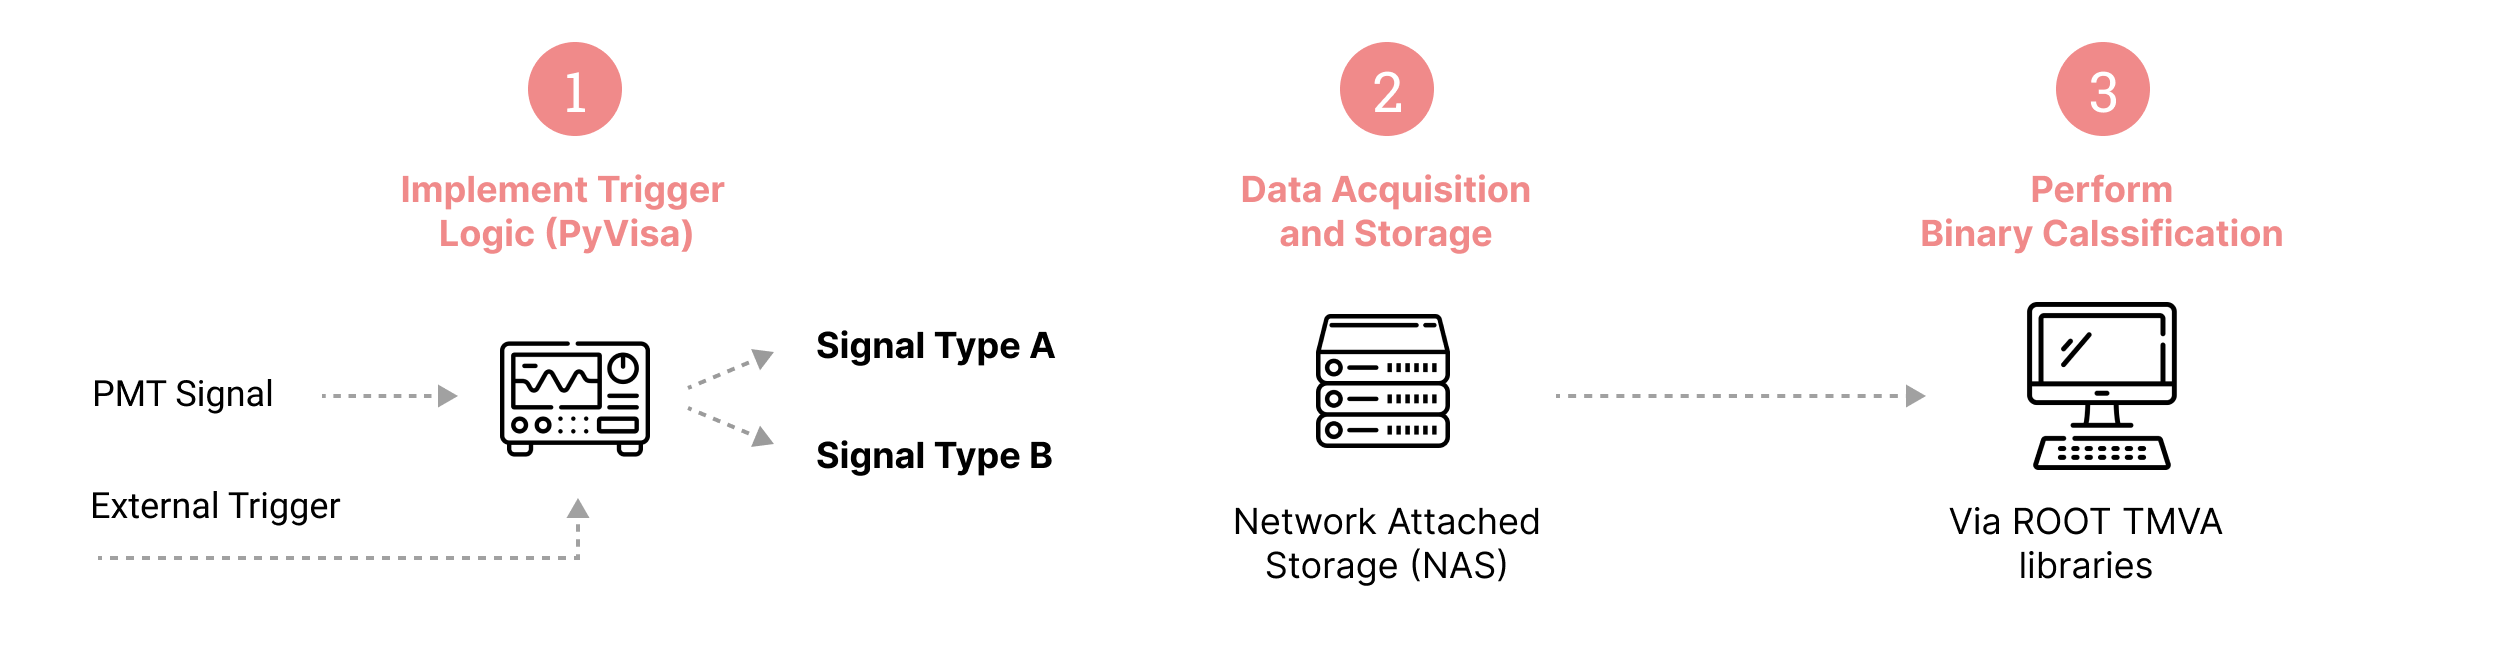 1
Implement Trigger
Logic (PyVisa)
PMT Signal
External Trigger
Signal Type A
Signal Type B
2
Data Acquisition
and Storage
Network Attached
Storage (NAS)
3
Perform
Binary Calssification
Via ROOT TMVA
libraries